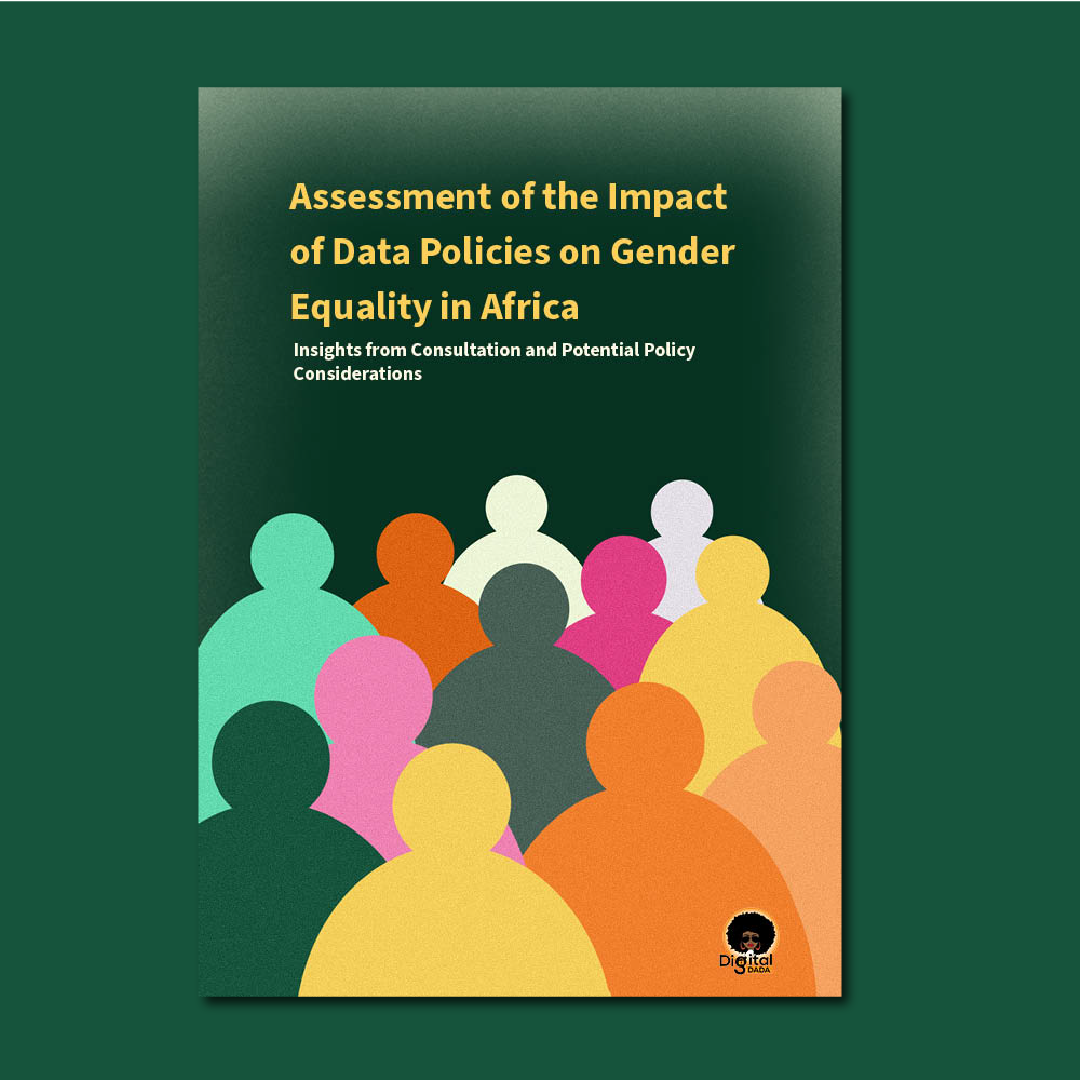 Assessment of the Impact
of Data Policies on Gender
Equality in Africa
Insights from Consultation and Potential Policy
Considerations
Digital
DADA